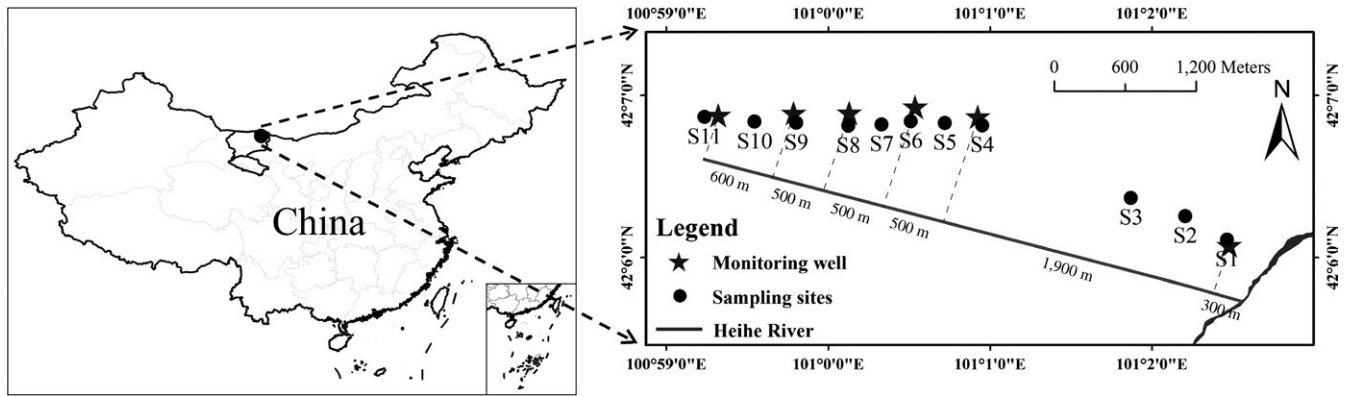 China
100°59'0"E 101°0'0"E 101°1'0"E 101°2'0"E
42°7'0"N
42°6'0"N
0 600 1,200 Meters
N
S11 S10 S9 S8 S7 S6 S5 S4
S3
S2
S1
600 m
500 m
500 m
500 m
1,900 m
300 m
Legend
Monitoring well
Sampling sites
Heihe River
42°7'0"N
42°6'0"N
100°59'0"E 101°0'0"E 101°1'0"E 101°2'0"E